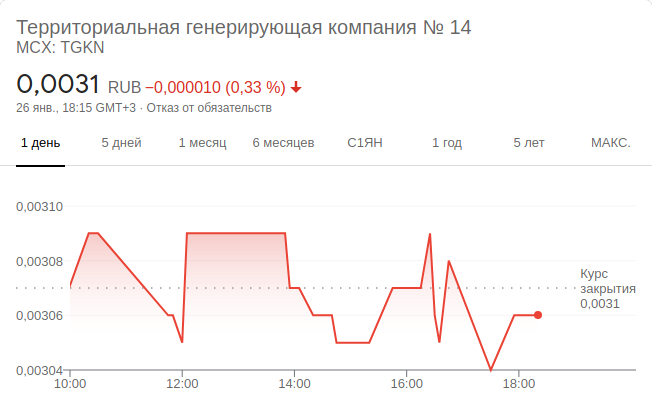 Территориальная генерирующая компания № 14
MCX: TGKN
0,0031 RUB −0,000010 (0,33 %)
26 янв., 18:15 GMT+3 · Отказ от обязательств
1 день 5 дней 1 месяц 6 месяцев С1ЯН 1 год 5 лет МАКС.
0,00310
0,00308
Курс
закрытия
0,0031
0,00306
0,00304
10:00 12:00 14:00 16:00 18:00